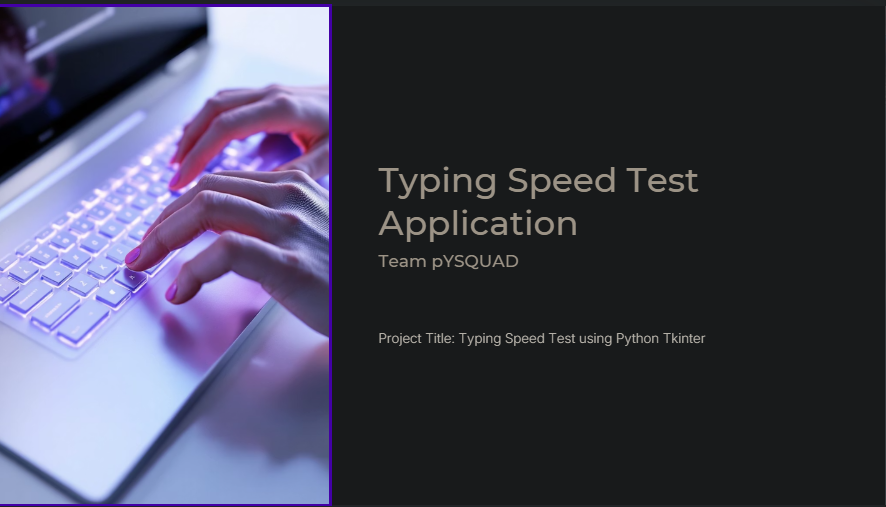 Typing Speed Test
Application
Team pYSQUAD
Project Title: Typing Speed Test using Python Tkinter